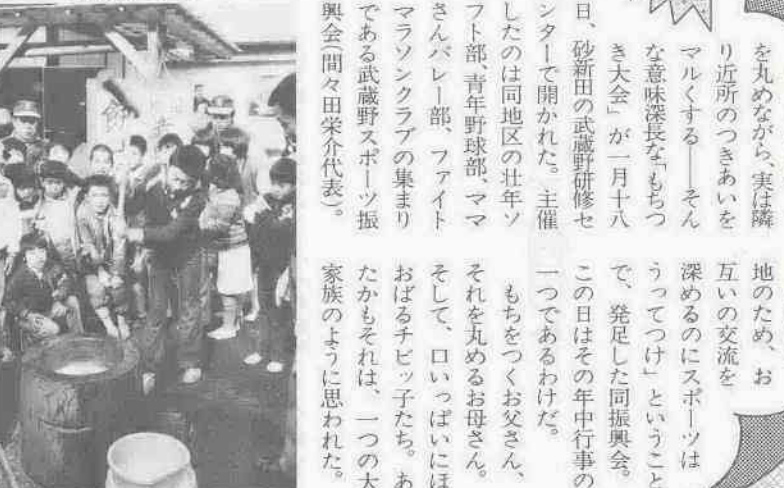 を丸めながら、実は隣
り近所のつきあいを
マルくする――そん
な意味深長な「もちつ
き大会」が一月十八
日、砂新田の武蔵野研修セ
ンターで開かれた。主催
したのは同地区の壮年ソ
フト部、青年野球部、ママ
さんバレー部、ファイト
マラソンクラブの集まり
である武蔵野スポーツ振
興会(間々田栄介代表)。
地のため、お
互いの交流を
深めるのにスポーツは
うってつけ」ということ
で、発足した同振興会。
この日はその年中行事の
一つであるわけだ。
もちをつくお父さん、
それを丸めるお母さん。
そして、口いっぱいにほ
おばるチビッ子たち。あ
たかもそれは、一つの大
家族のように思われた。